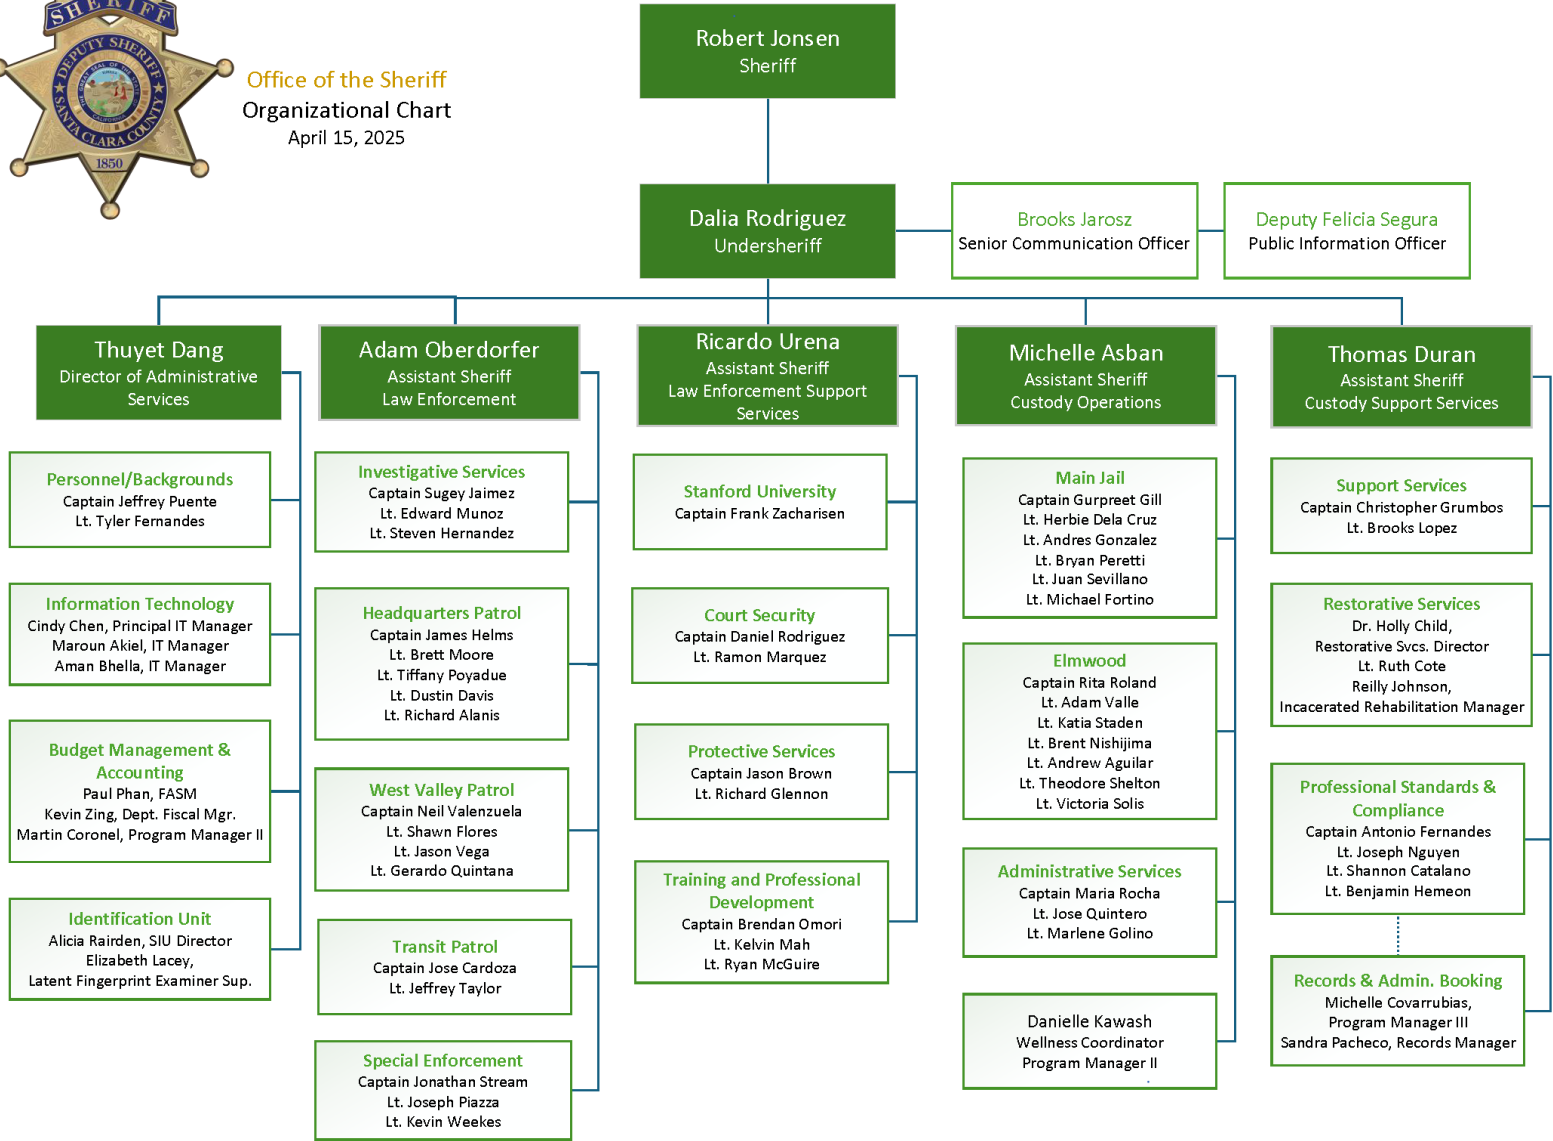 SHERIFF
DEPUTY SHERIFF
SANTA CLARA COUNTY
1850
Office of the Sheriff
Organizational Chart
April 15, 2025
Robert Jonsen
Sheriff
Dalia Rodriguez
Undersheriff
Brooks Jarosz
Senior Communication Officer
Deputy Felicia Segura
Public Information Officer
Thuyet Dang
Director of Administrative
Services
Personnel/Backgrounds
Captain Jeffrey Puente
Lt. Tyler Fernandes
Information Technology
Cindy Chen, Principal IT Manager
Maroun Akiel, IT Manager
Aman Bhella, IT Manager
Budget Management &
Accounting
Paul Phan, FASM
Kevin Zing, Dept. Fiscal Mgr.
Martin Coronel, Program Manager II
Identification Unit
Alicia Rairden, SIU Director
Elizabeth Lacey,
Latent Fingerprint Examiner Sup.
Adam Oberdorfer
Assistant Sheriff
Law Enforcement
Investigative Services
Captain Sugey Jaimez
Lt. Edward Munoz
Lt. Steven Hernandez
Headquarters Patrol
Captain James Helms
Lt. Brett Moore
Lt. Tiffany Poyadue
Lt. Dustin Davis
Lt. Richard Alanis
West Valley Patrol
Captain Neil Valenzuela
Lt. Shawn Flores
Lt. Jason Vega
Lt. Gerardo Quintana
Transit Patrol
Captain Jose Cardoza
Lt. Jeffrey Taylor
Special Enforcement
Captain Jonathan Stream
Lt. Joseph Piazza
Lt. Kevin Weekes
Ricardo Urena
Assistant Sheriff
Law Enforcement Support
Services
Stanford University
Captain Frank Zacharisen
Court Security
Captain Daniel Rodriguez
Lt. Ramon Marquez
Protective Services
Captain Jason Brown
Lt. Richard Glennon
Training and Professional
Development
Captain Brendan Omori
Lt. Kelvin Mah
Lt. Ryan McGuire
Michelle Asban
Assistant Sheriff
Custody Operations
Main Jail
Captain Gurpreet Gill
Lt. Herbie Dela Cruz
Lt. Andres Gonzalez
Lt. Bryan Peretti
Lt. Juan Sevillano
Lt. Michael Fortino
Elmwood
Captain Rita Roland
Lt. Adam Valle
Lt. Katia Staden
Lt. Brent Nishijima
Lt. Andrew Aguilar
Lt. Theodore Shelton
Lt. Victoria Solis
Administrative Services
Captain Maria Rocha
Lt. Jose Quintero
Lt. Marlene Golino
Danielle Kawash
Wellness Coordinator
Program Manager II
Thomas Duran
Assistant Sheriff
Custody Support Services
Support Services
Captain Christopher Grumbos
Lt. Brooks Lopez
Restorative Services
Dr. Holly Child,
Restorative Svcs. Director
Lt. Ruth Cote
Reilly Johnson,
Incacerated Rehabilitation Manager
Professional Standards &
Compliance
Captain Antonio Fernandes
Lt. Joseph Nguyen
Lt. Shannon Catalano
Lt. Benjamin Hemeon
Records & Admin. Booking
Michelle Covarrubias,
Program Manager III
Sandra Pacheco, Records Manager